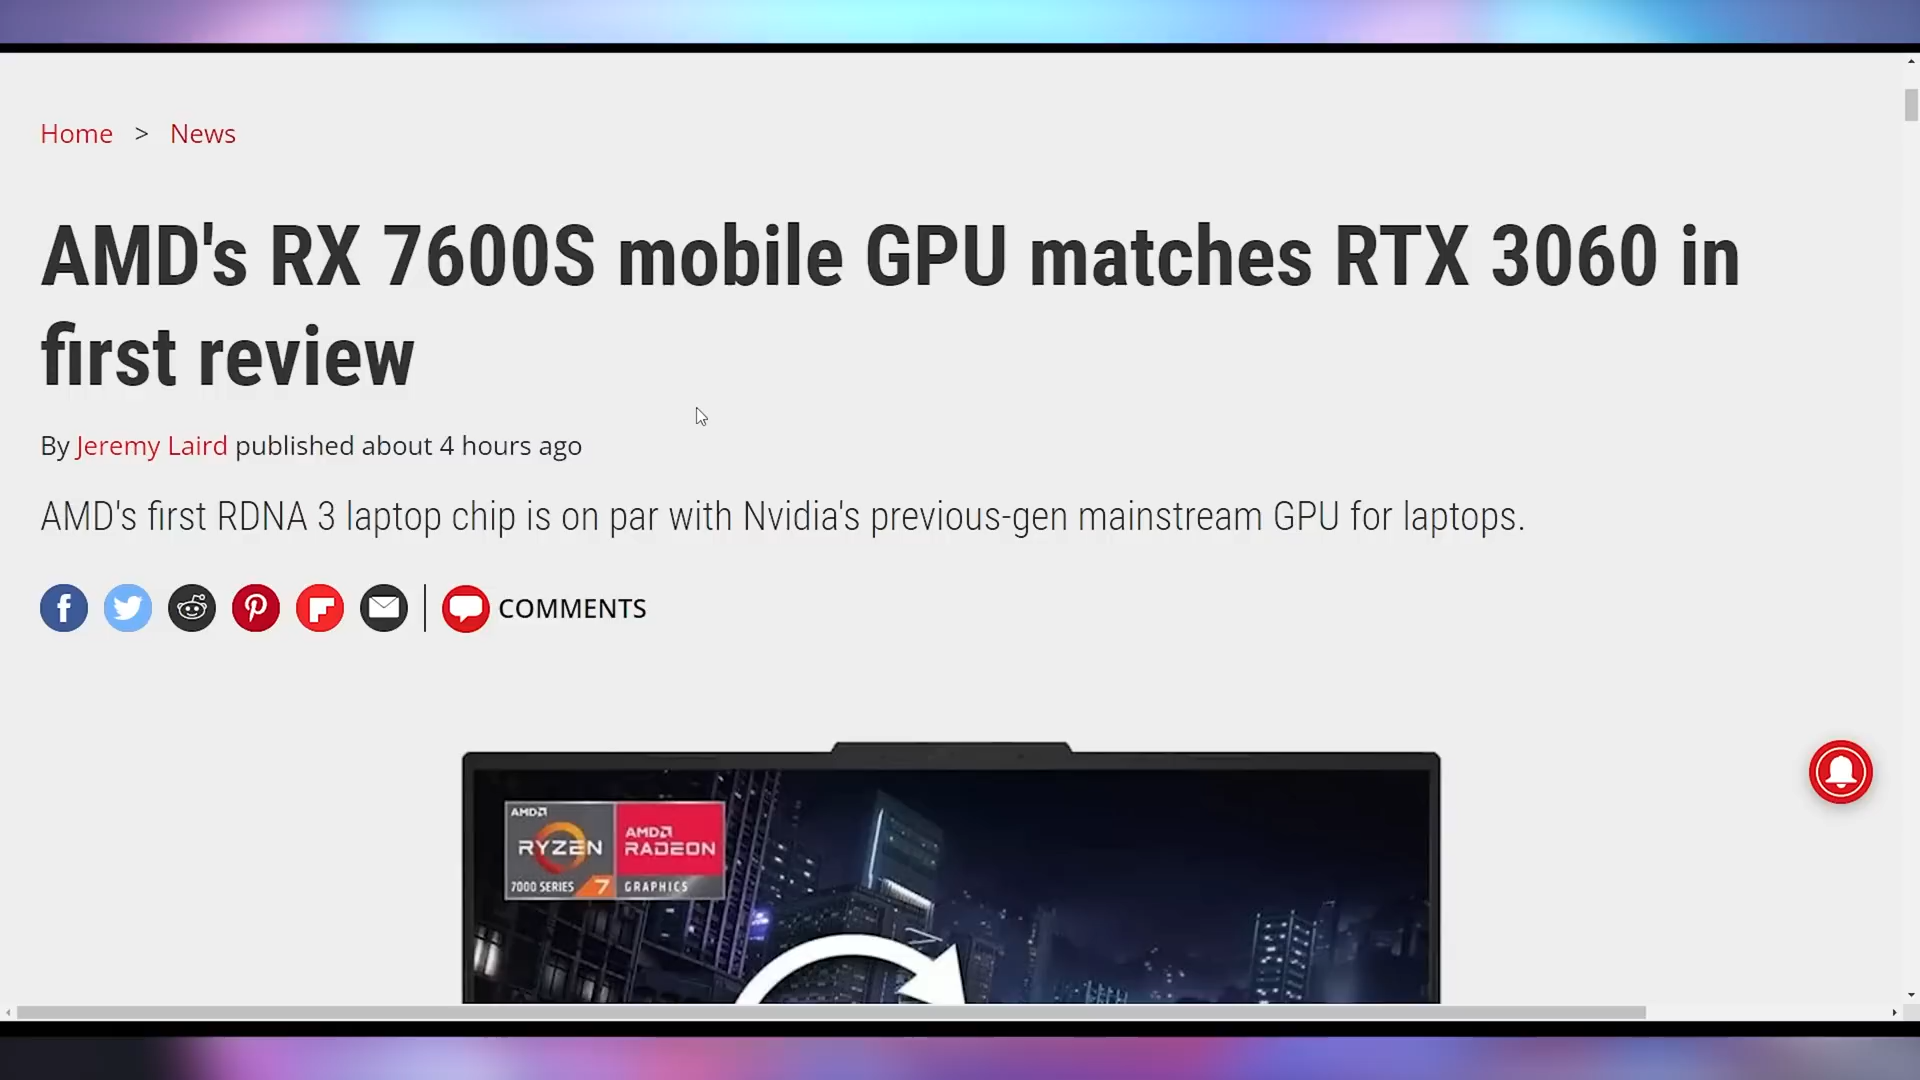 Home > News
AMD's RX 7600S mobile GPU matches RTX 3060 in
first review
By Jeremy Laird published about 4 hours ago
AMD's first RDNA 3 laptop chip is on par with Nvidia's previous-gen mainstream GPU for laptops.
COMMENTS
AMD
RYZEN
7000 SERIES 7
AMD
RADEON
GRAPHICS